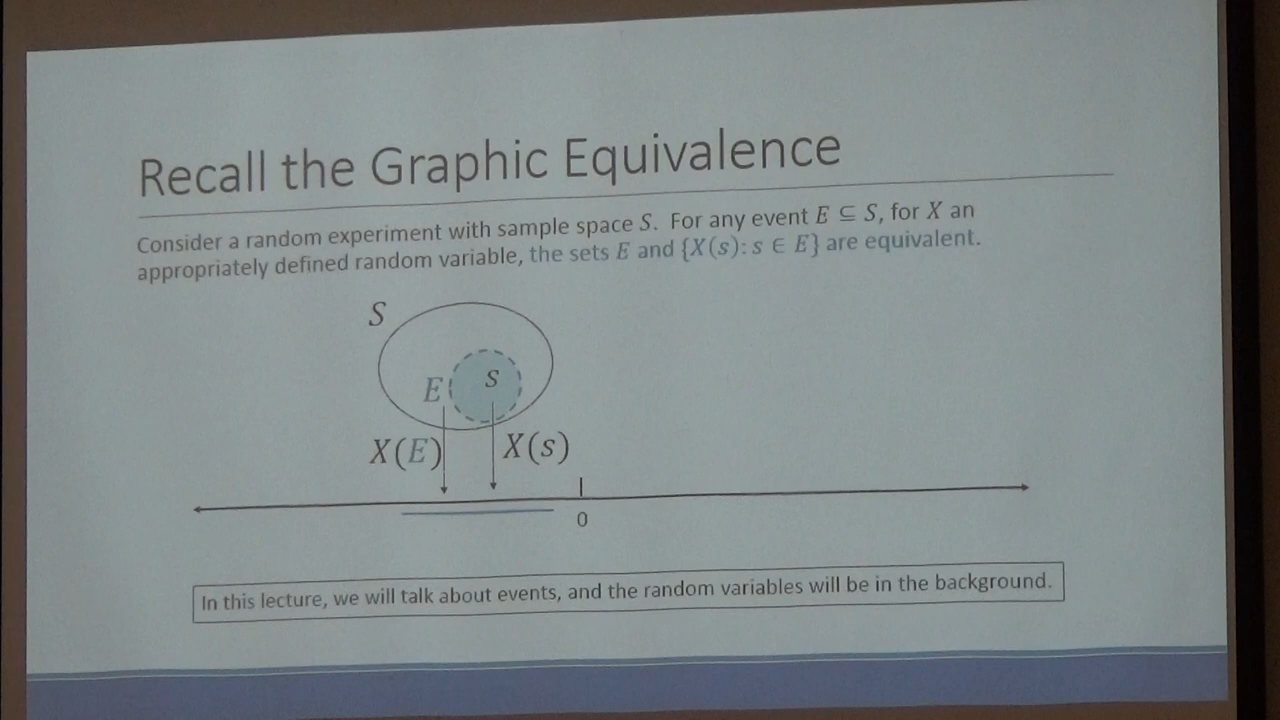 Recall the Graphic Equivalence
Consider a random experiment with sample space S. For any event E ⊆ S, for X an
appropriately defined random variable, the sets E and {X(s): s ∈ E} are equivalent.
S
E s
X(E) X(s)
0
In this lecture, we will talk about events, and the random variables will be in the background.